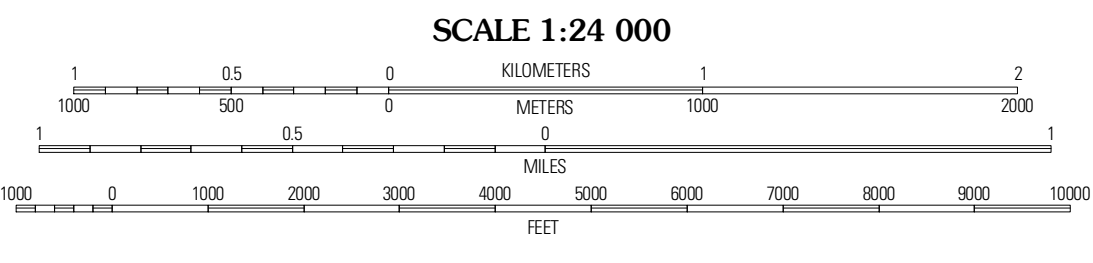 SCALE 1:24 000
1 0.5 0 KILOMETERS 1 2
1000 500 0 METERS 1000 2000
1 0.5 0 1
MILES
1000 0 1000 2000 3000 4000 5000 6000 7000 8000 9000 10000
FEET